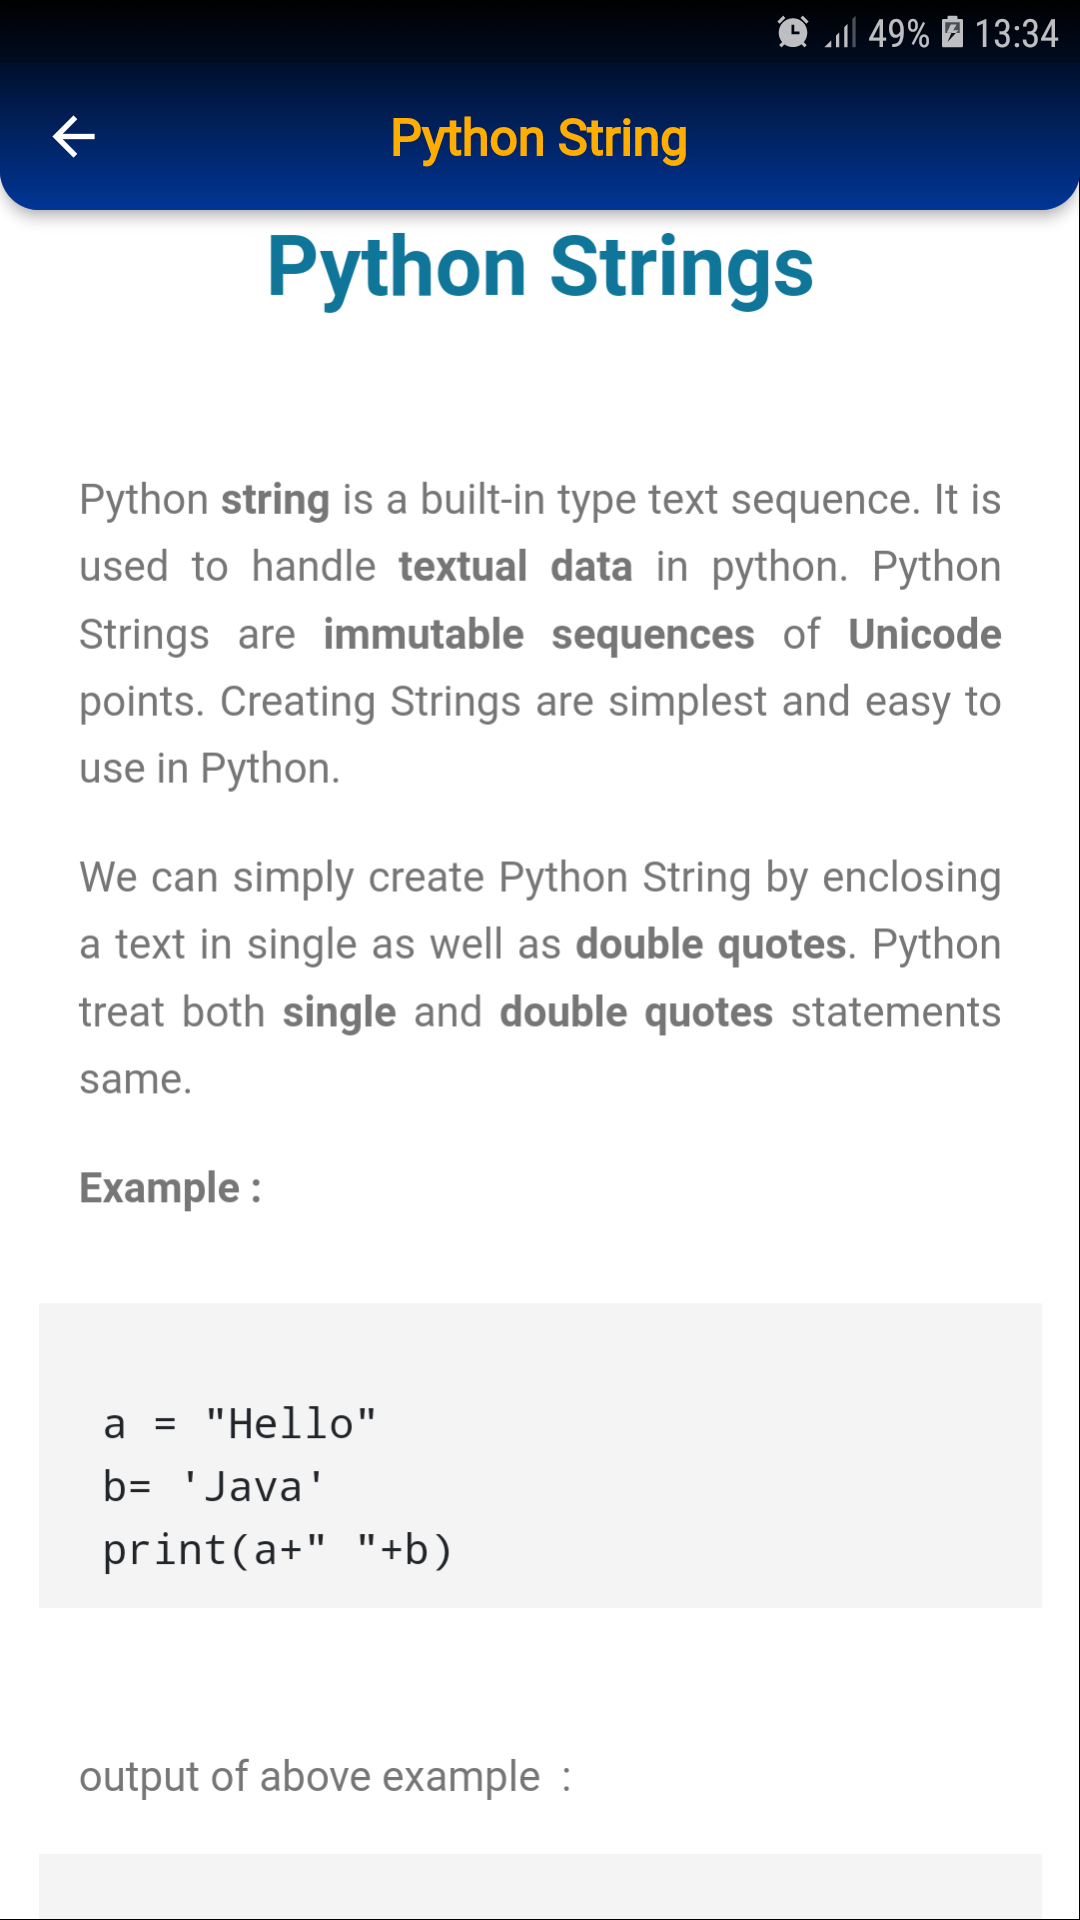 49% 13:34
Python String
Python Strings
Python string is a built-in type text sequence. It is
used to handle textual data in python. Python
Strings are immutable sequences of Unicode
points. Creating Strings are simplest and easy to
use in Python.
We can simply create Python String by enclosing
a text in single as well as double quotes. Python
treat both single and double quotes statements
same.
Example :
a = "Hello"
b= 'Java'
print(a+" "+b)
output of above example  :